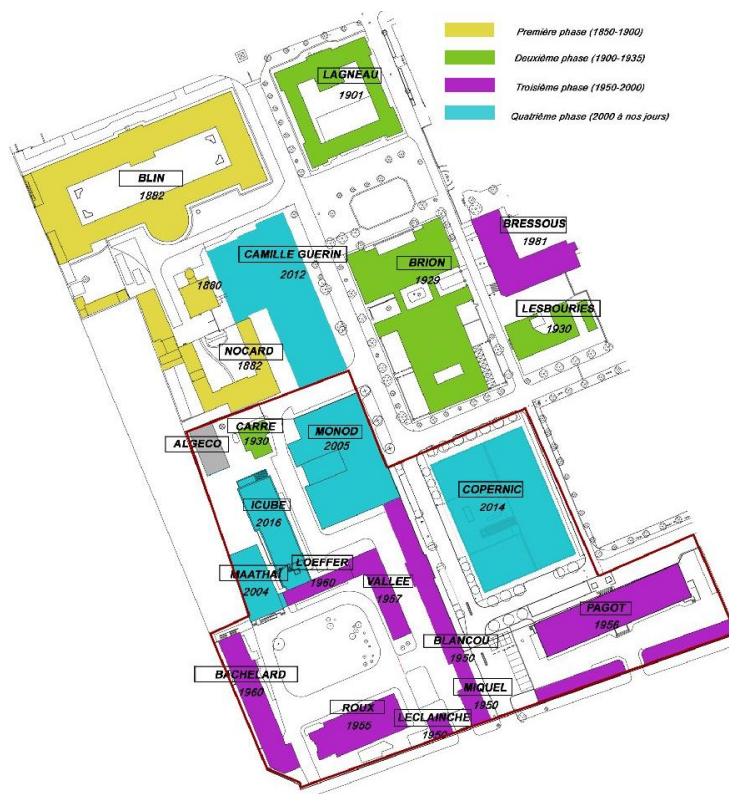 Première phase (1850-1900)
Deuxième phase (1900-1935)
Troisième phase (1950-2000)
Quatrième phase (2000 à nos jours)
LAGNEAU
1901
BLIN
1882
BRESSOUS
1981
CAMILLE GUERIN
2012
BRION
1929
1880
LESBOURIES
1930
NOCARD
1882
CARRE
1930
ALGECO
MONOD
2005
COPERNIC
2014
ICUBE
2016
LOEFFER
1960
MAATHAI
2004
VALLEE
1957
PAGOT
1956
BLANCOU
1950
BACHELARD
1960
MIQUEL
1950
ROUX
1955
LECLAINCHE
1950